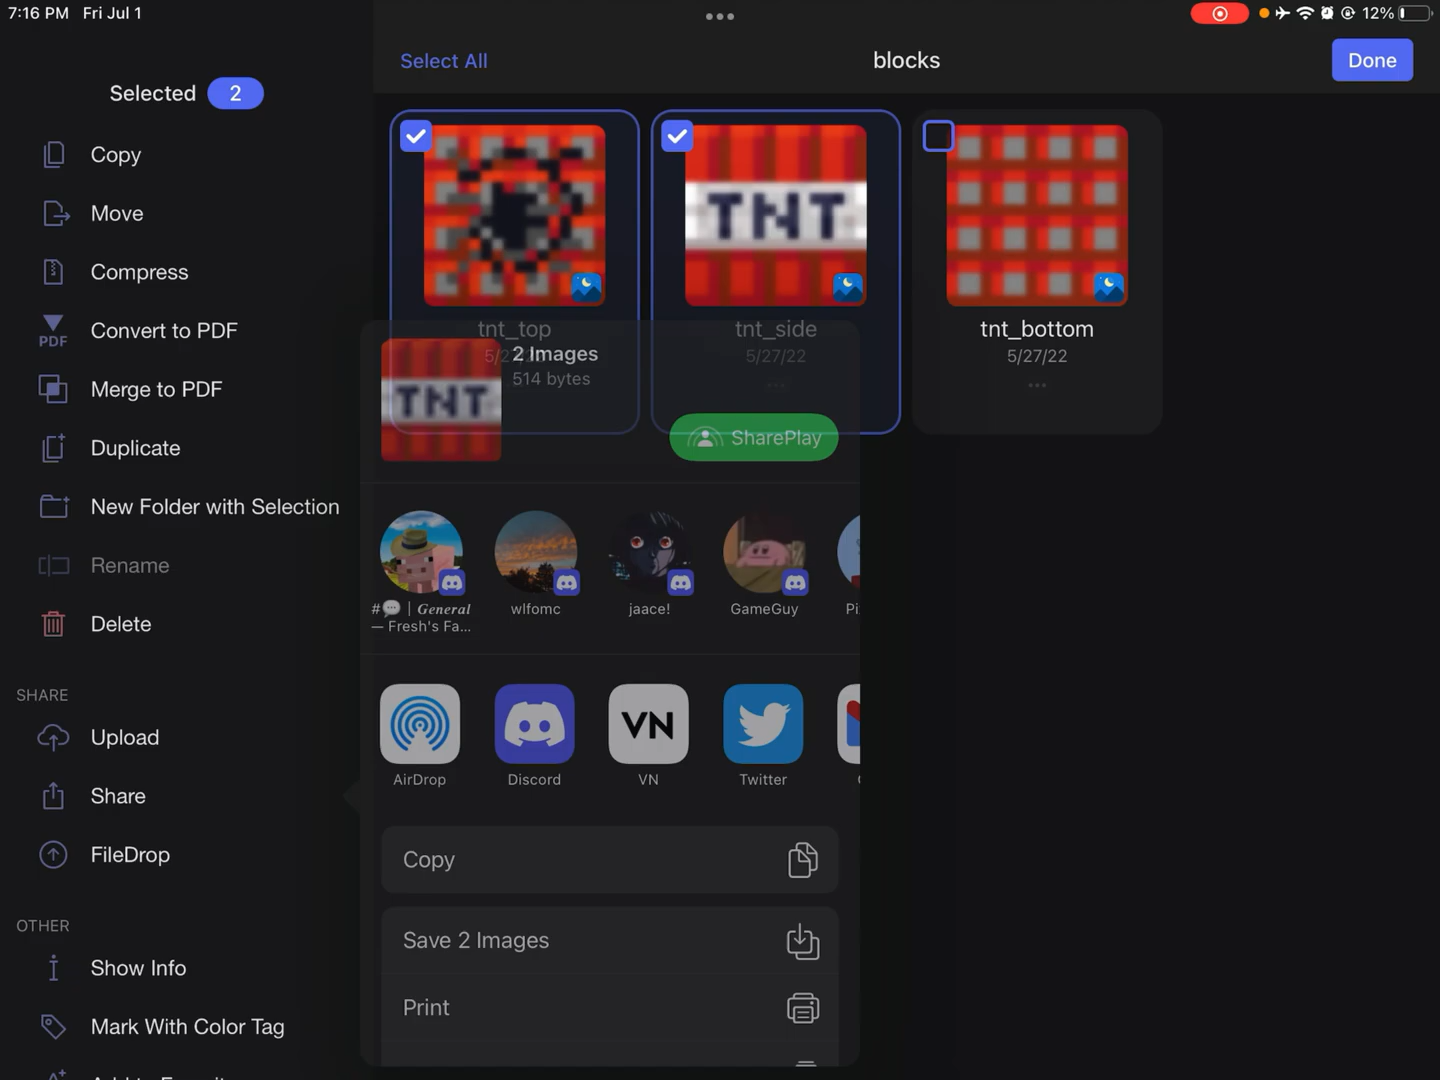 7:16 PM Fri Jul 1
12%
Selected 2
Copy
Move
Compress
PDF
Convert to PDF
Merge to PDF
Duplicate
New Folder with Selection
Rename
Delete
SHARE
Upload
Share
FileDrop
OTHER
Show Info
Mark With Color Tag
Select All
blocks
Done
TNT
tnt_top
tnt_side
5/27/22
tnt_bottom
5/27/22
TNT
2 Images
514 bytes
SharePlay
#💬 | General
— Fresh's Fa...
wlfomc
jaace!
GameGuy
AirDrop
Discord
VN
VN
Twitter
Copy
Save 2 Images
Print